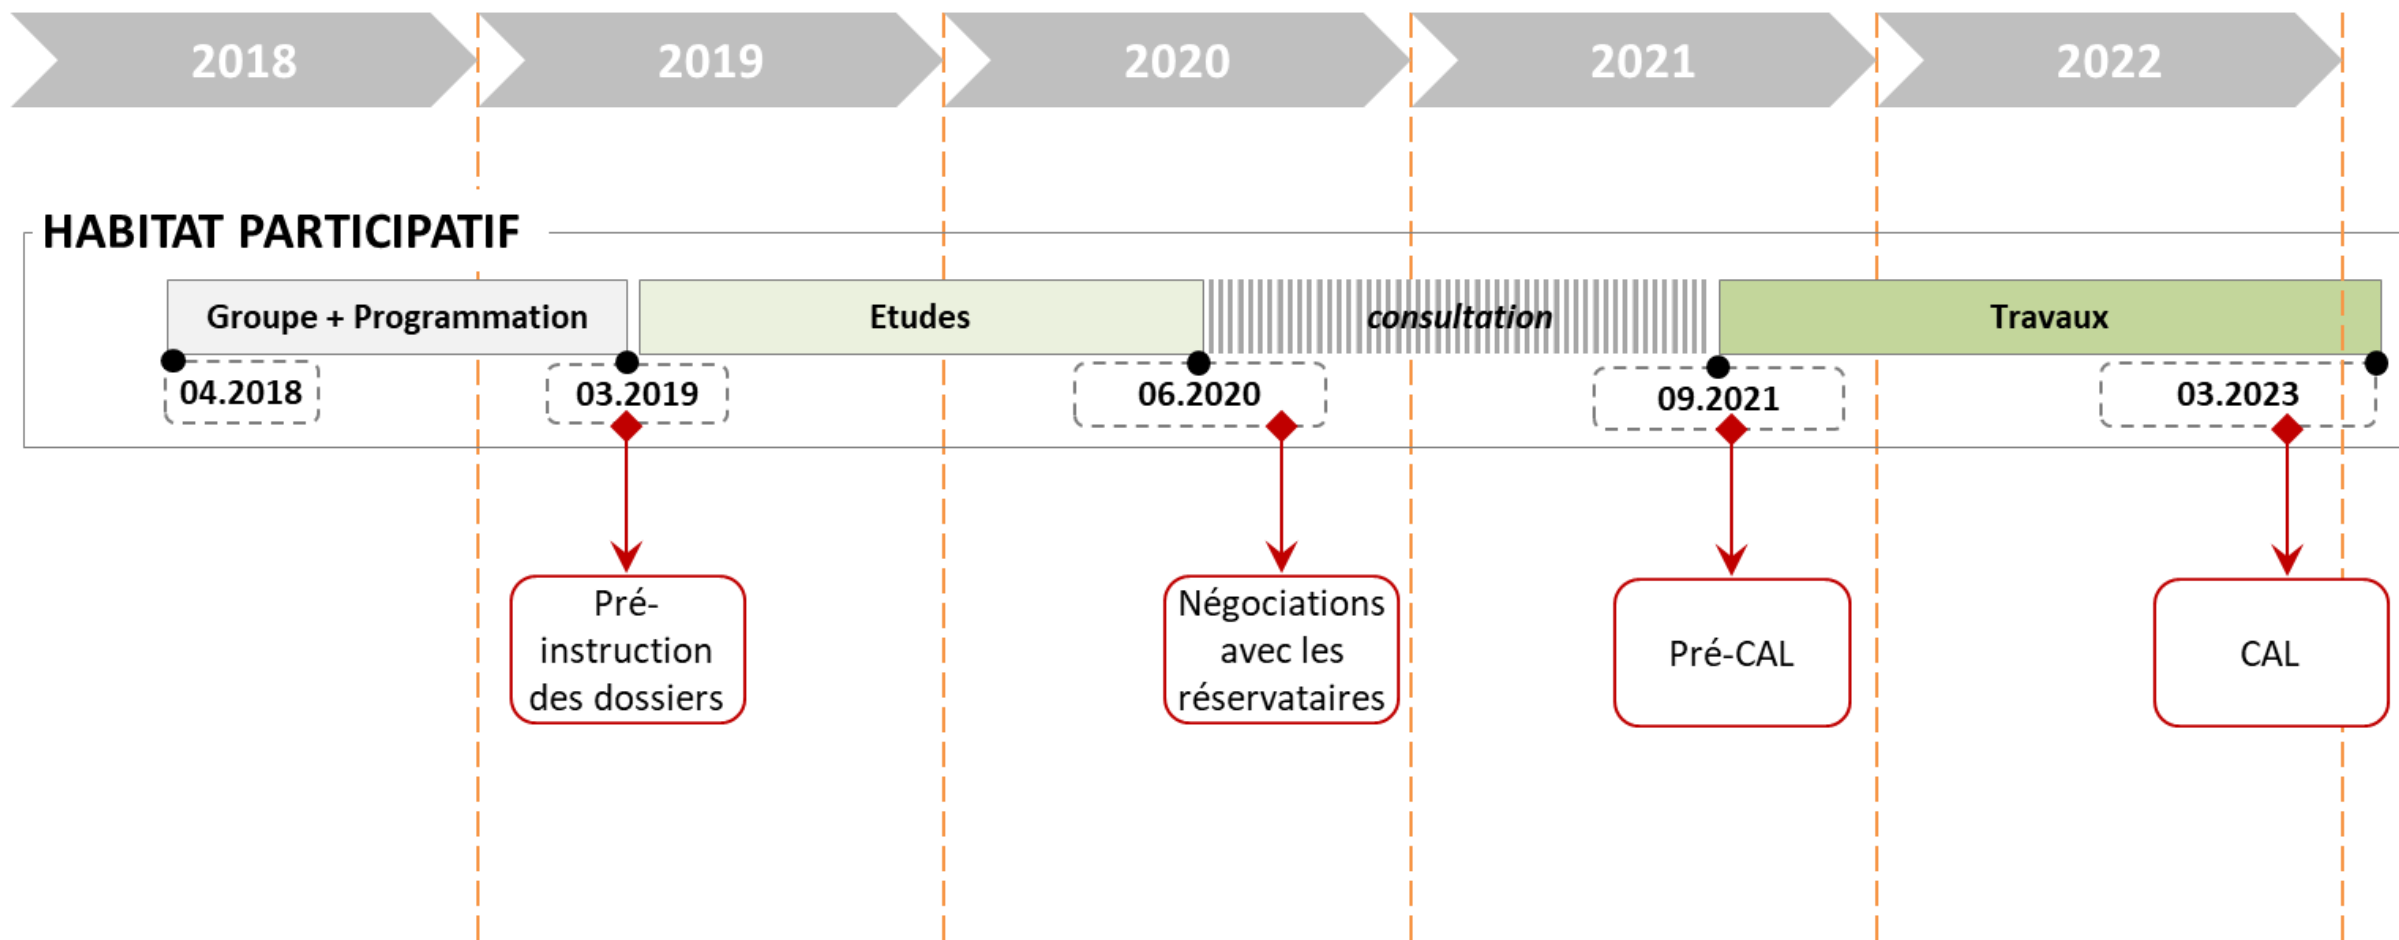 2018
2019
2020
2021
2022
HABITAT PARTICIPATIF
Groupe + Programmation
Etudes
consultation
Travaux
04.2018
03.2019
06.2020
09.2021
03.2023
Pré-
instruction
des dossiers
Négociations
avec les
réservataires
Pré-CAL
CAL